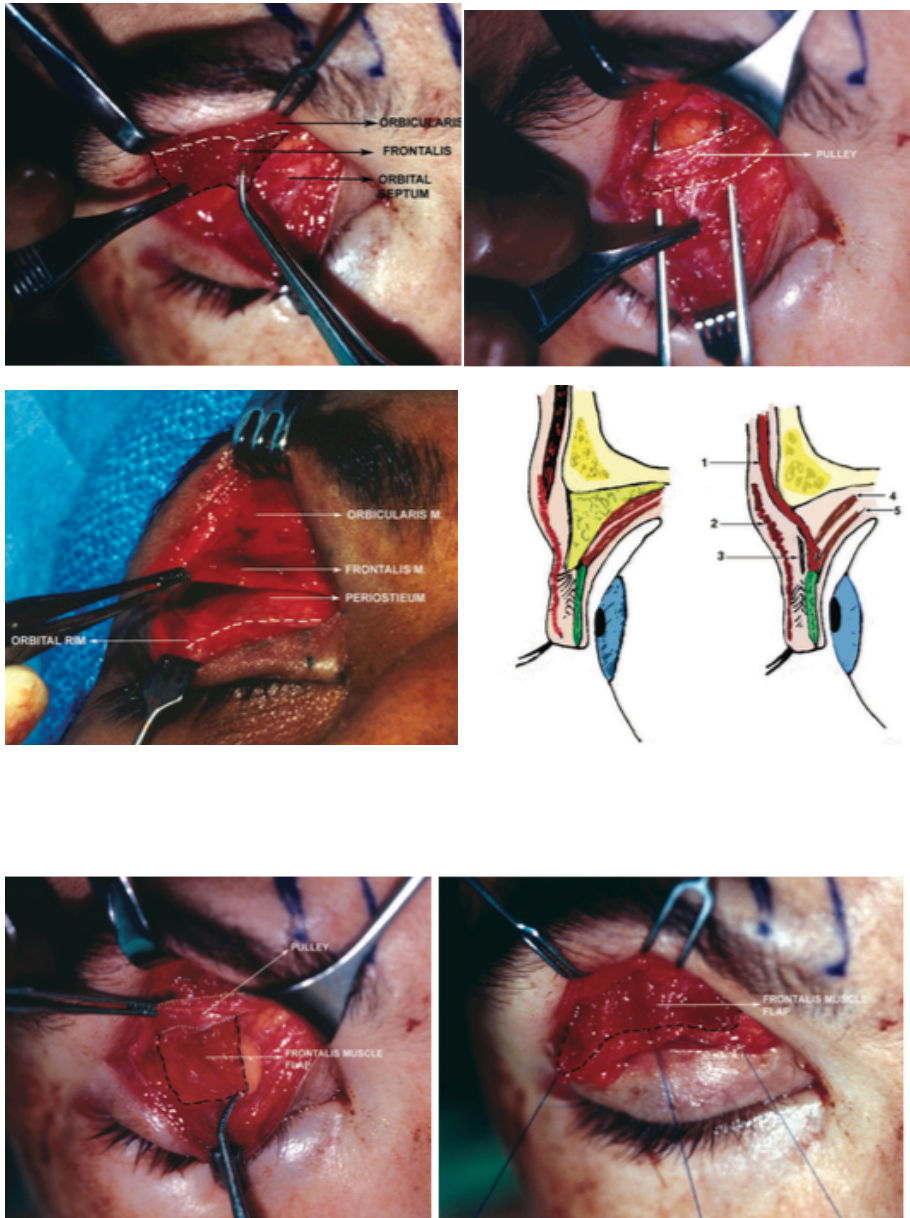 ORBICULARIS
FRONTALIS
ORBITAL
SEPTUM
PULLEY
ORBICULARIS M.
FRONTALIS M.
PERIOSTIEUM
ORBITAL RIM
1
2
3
4
5
PULLEY
FRONTALIS MUSCLE
FLAP
FRONTALIS MUSCLE
FLAP